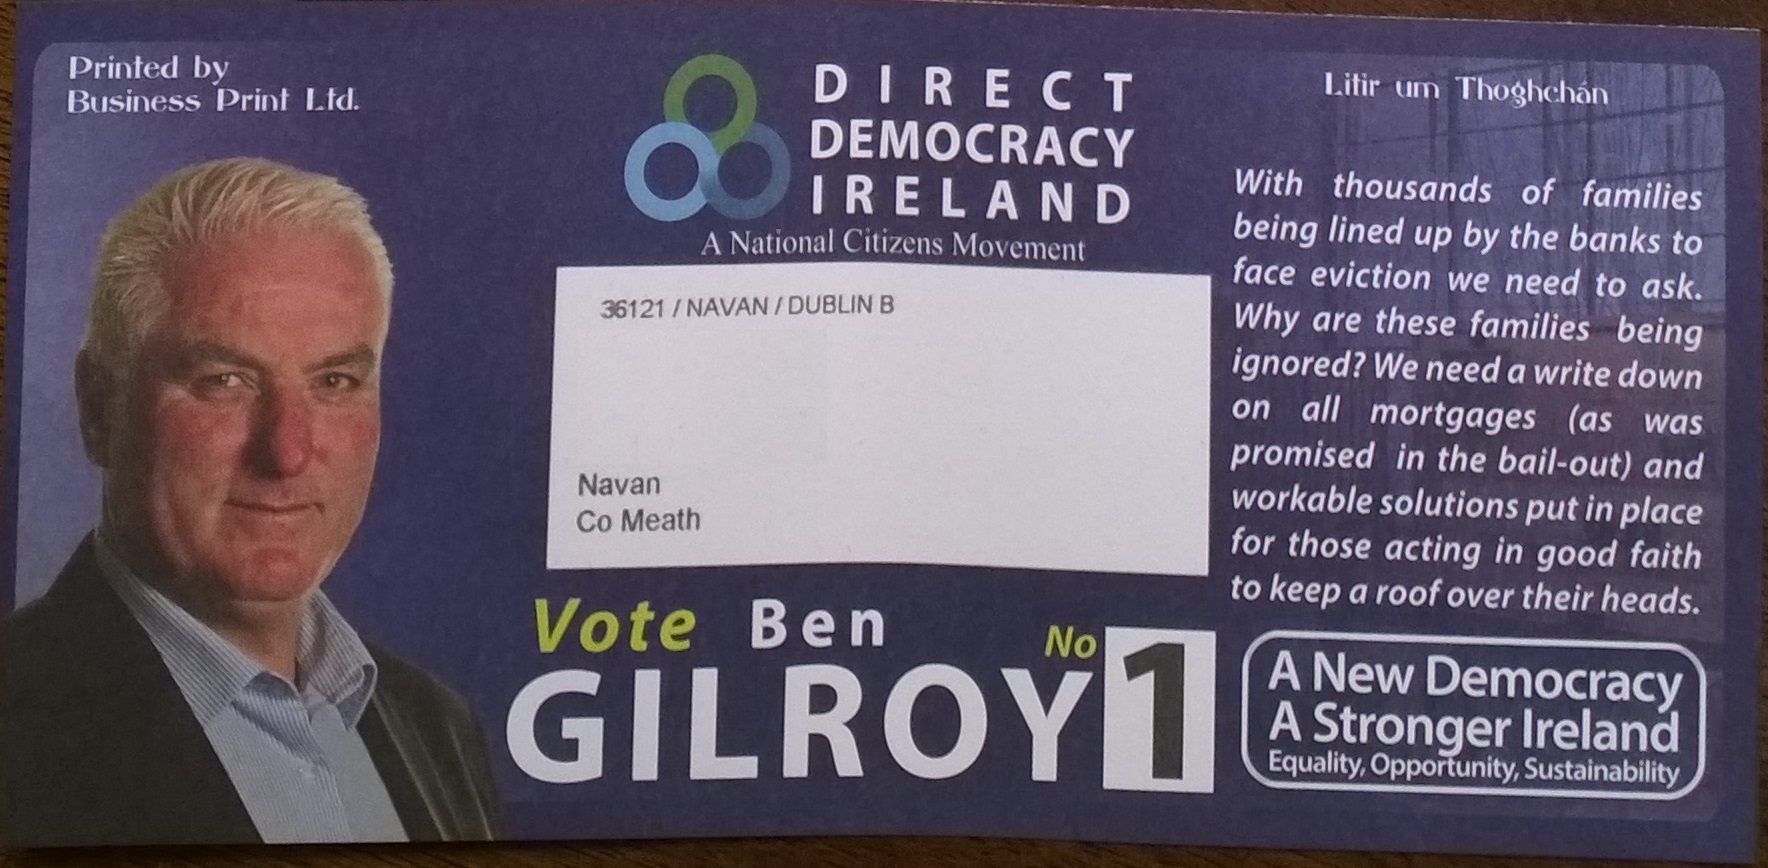 Printed by
Business Print Ltd.
DIRECT
DEMOCRACY
IRELAND
A National Citizens Movement
36121 / NAVAN / DUBLIN B
Navan
Co Meath
Vote Ben
GILROY No 1
Litir um Thoghchán
With thousands of families
being lined up by the banks to
face eviction we need to ask.
Why are these families being
ignored? We need a write down
on all mortgages (as was
promised in the bail-out) and
workable solutions put in place
for those acting in good faith
to keep a roof over their heads.
A New Democracy
A Stronger Ireland
Equality, Opportunity, Sustainability